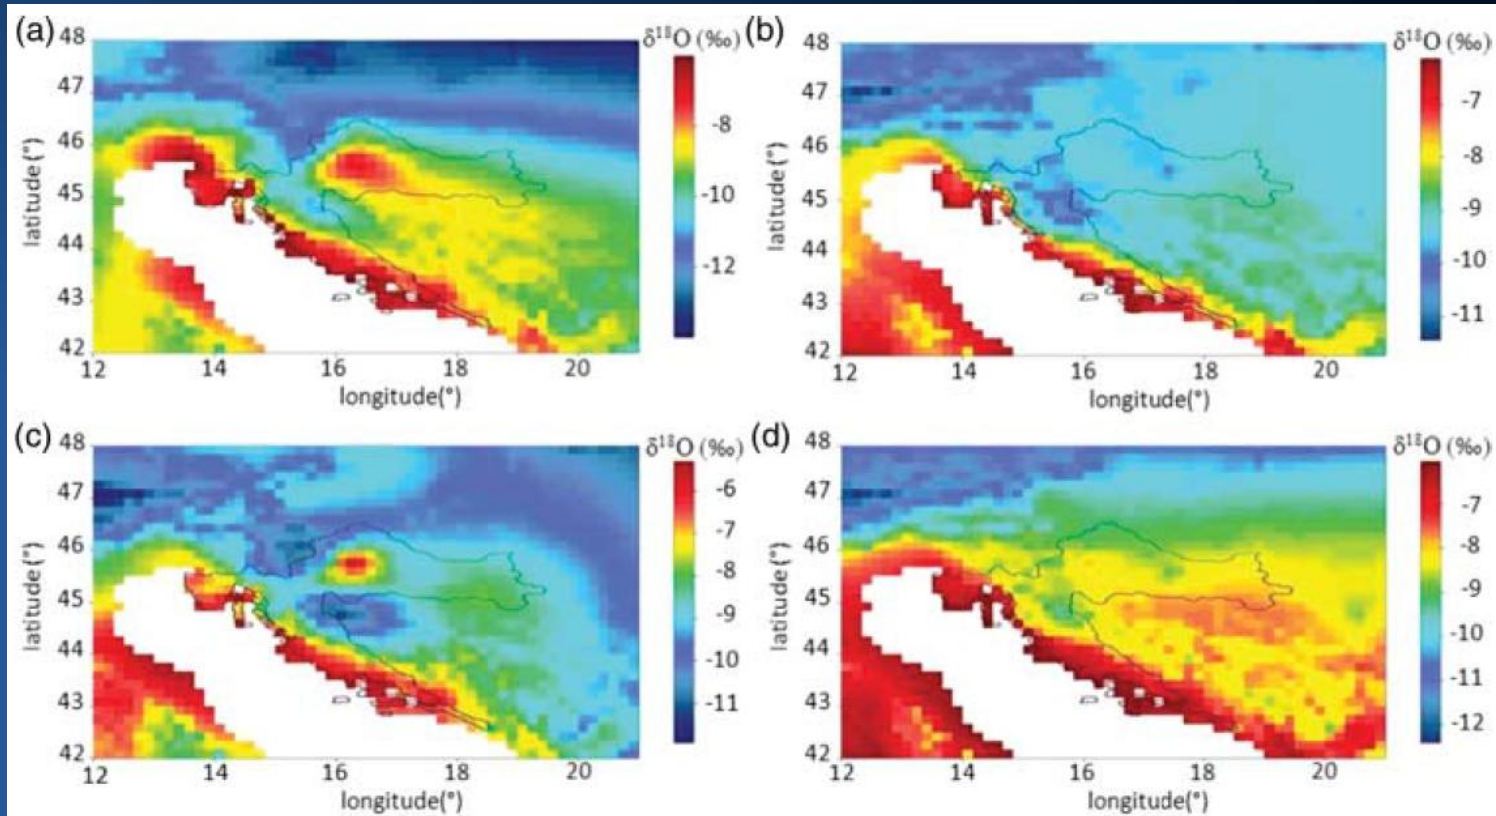 (a)
δ¹⁸O (‰)
48
47
46
45
44
43
42
latitude(°)
12 14 16 18 20
longitude(°)
-8
-10
-12
(b)
δ¹⁸O (‰)
48
47
46
45
44
43
42
latitude(°)
12 14 16 18 20
longitude(°)
-7
-8
-9
-10
-11
(c)
δ¹⁸O (‰)
48
47
46
45
44
43
42
latitude(°)
12 14 16 18 20
longitude(°)
-6
-7
-8
-9
-10
-11
(d)
δ¹⁸O (‰)
48
47
46
45
44
43
42
latitude(°)
12 14 16 18 20
longitude(°)
-7
-8
-9
-10
-11
-12